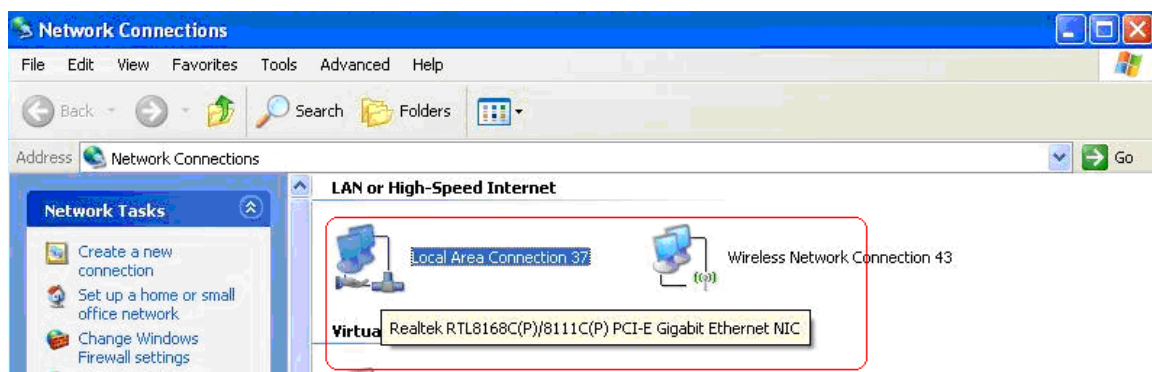 Network Connections
File Edit View Favorites Tools Advanced Help
Back Search Folders
Address Network Connections Go
Network Tasks
Create a new
connection
Set up a home or small
office network
Change Windows
Firewall settings
LAN or High-Speed Internet
Local Area Connection 37
Wireless Network Connection 43
Virtua
Realtek RTL8168C(P)/8111C(P) PCI-E Gigabit Ethernet NIC